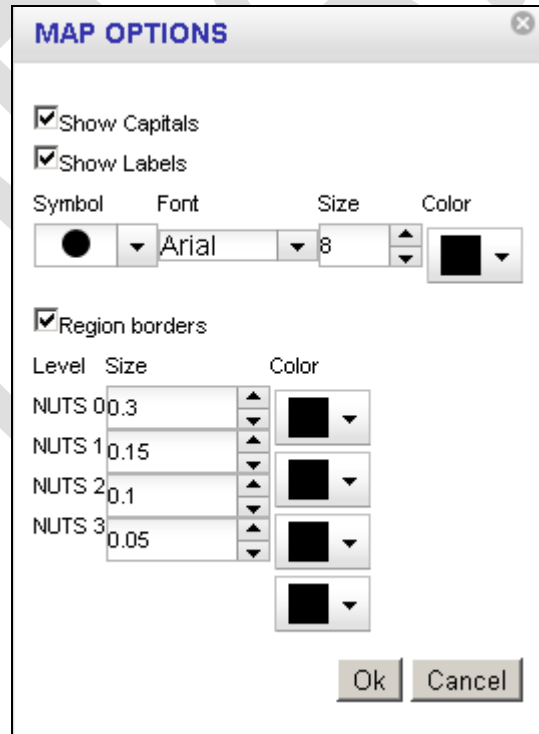 MAP OPTIONS
Show Capitals
Show Labels
Symbol Font Size Color
Arial 8
Region borders
Level Size Color
NUTS 0 0.3
NUTS 1 0.15
NUTS 2 0.1
NUTS 3 0.05
Ok Cancel